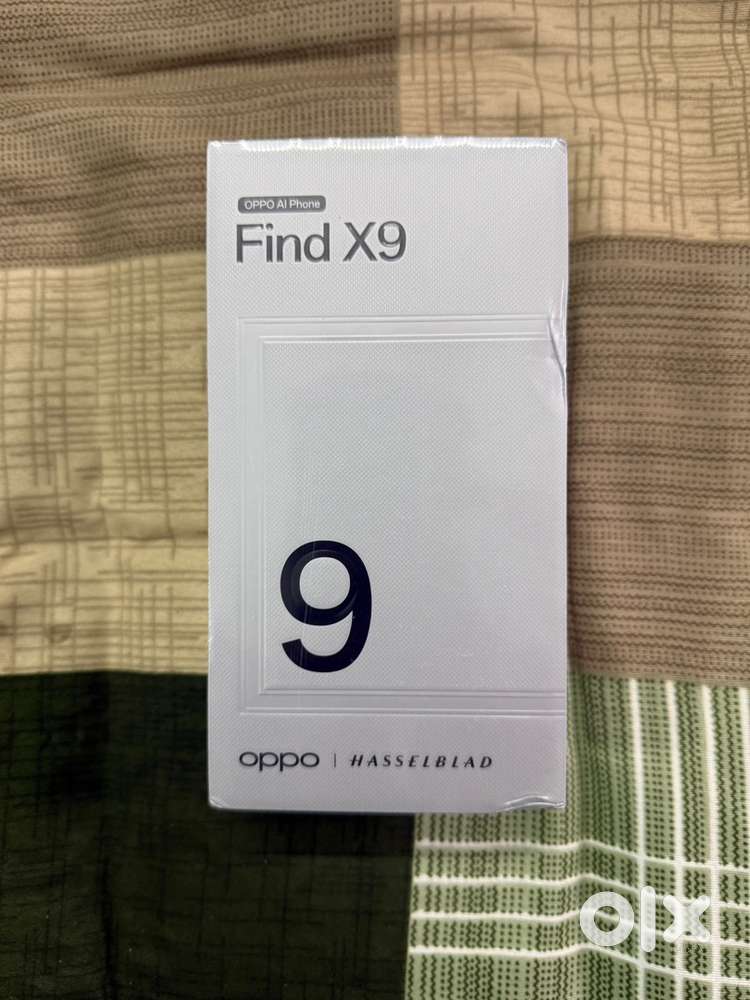 OPPO AI Phone
Find X9
9
oppo | HASSELBLAD
olx